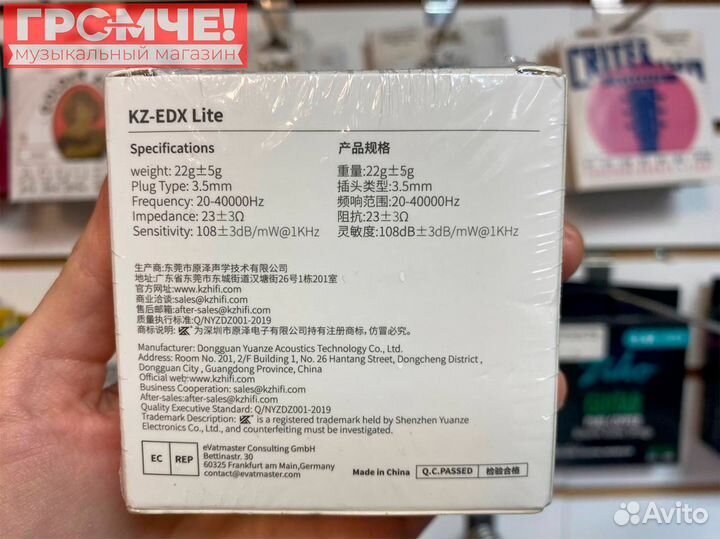 ГРОМЧЕ!
МУЗЫКАЛЬНЫЙ МАГАЗИН
KZ-EDX Lite
Specifications
weight: 22g±5g
Plug Type: 3.5mm
Frequency: 20-40000Hz
Impedance: 23±3Ω
Sensitivity: 108±3dB/mW@1KHz
产品规格
重量:22g±5g
插头类型:3.5mm
频响范围:20-40000Hz
阻抗:23±3Ω
灵敏度:108dB±3dB/mW@1KHz
生产商:东莞市原泽声学技术有限公司
地址:广东省东莞市东城街道汉塘街26号1栋201室
官方网址:www.kzhifi.com
商业洽谈:sales@kzhifi.com
售后邮箱:after-sales@kzhifi.com
质量执行标准:Q/NYZDZ001-2019
商标说明: KZ 为深圳市原泽电子有限公司持有注册商标，仿冒必究。
Manufacturer: Dongguan Yuanze Acoustics Technology Co., Ltd.
Address: Room No. 201, 2/F Building 1, No. 26 Hantang Street, Dongcheng District ,
Dongguan City , Guangdong Province, China
Official web:www.kzhifi.com
Business Cooperation: sales@kzhifi.com
After-sales:after-sales@kzhifi.com
Quality Executive Standard: Q/NYZDZ001-2019
Trademark Description: KZ is a registered trademark held by Shenzhen Yuanze
Electronics Co., Ltd., and counterfeiting must be investigated.
EC REP
eVatmaster Consulting GmbH
Bettinastr. 30
60325 Frankfurt am Main,Germany
contact@evatmaster.com
Made in China
Q.C.PASSED 检验合格
Avito